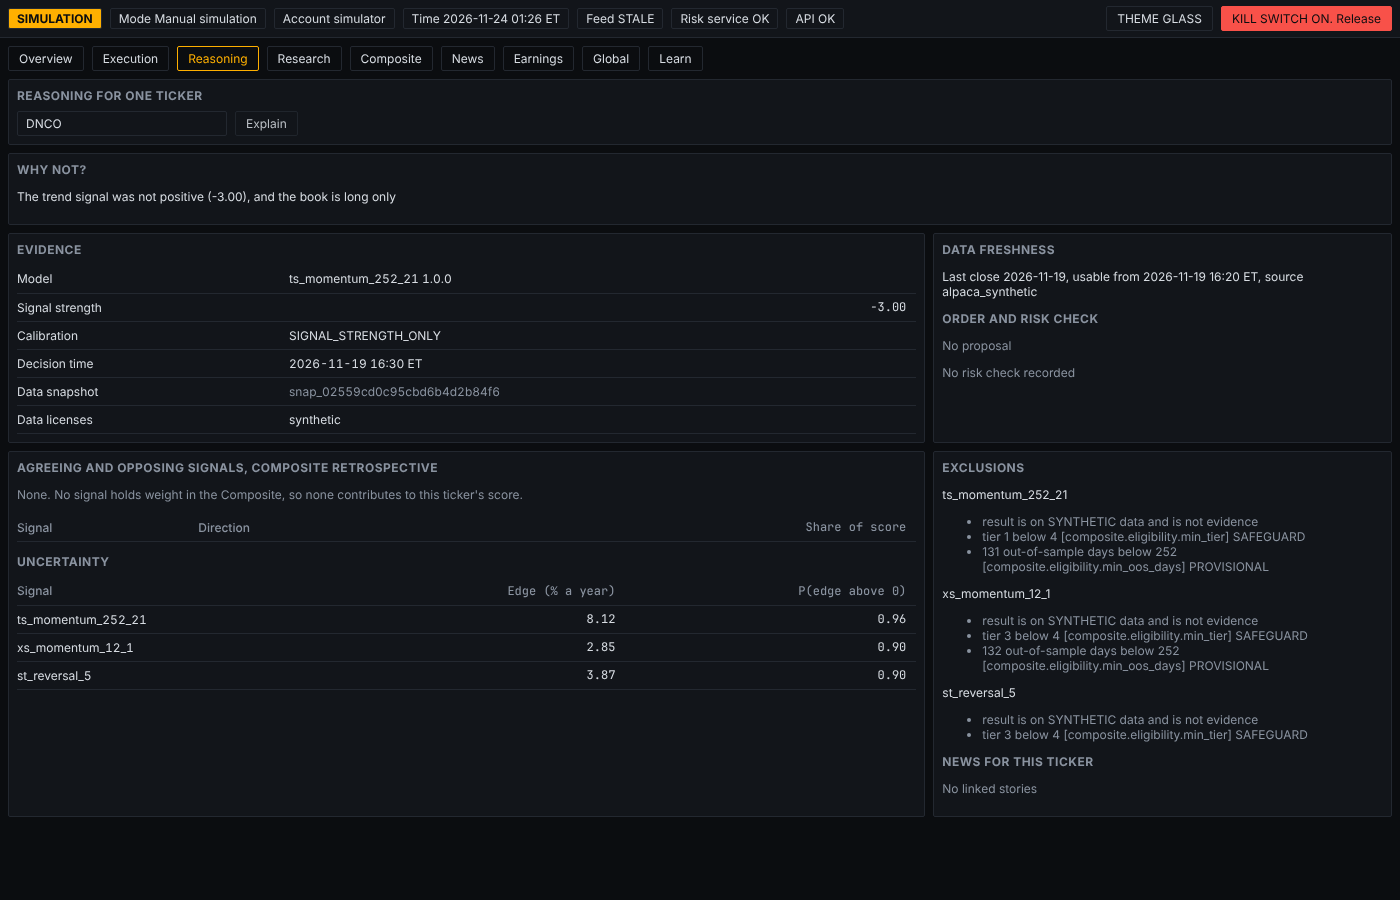 SIMULATION
Mode Manual simulation
Account simulator
Time 2026-11-24 01:26 ET
Feed STALE
Risk service OK
API OK
THEME GLASS
KILL SWITCH ON. Release
Overview
Execution
Reasoning
Research
Composite
News
Earnings
Global
Learn
REASONING FOR ONE TICKER
DNCO
Explain
WHY NOT?
The trend signal was not positive (-3.00), and the book is long only
EVIDENCE
Model ts_momentum_252_21 1.0.0
Signal strength -3.00
Calibration SIGNAL_STRENGTH_ONLY
Decision time 2026-11-19 16:30 ET
Data snapshot snap_02559cd0c95cbd6b4d2b84f6
Data licenses synthetic
DATA FRESHNESS
Last close 2026-11-19, usable from 2026-11-19 16:20 ET, source
alpaca_synthetic
ORDER AND RISK CHECK
No proposal
No risk check recorded
AGREEING AND OPPOSING SIGNALS, COMPOSITE RETROSPECTIVE
None. No signal holds weight in the Composite, so none contributes to this ticker's score.
Signal Direction Share of score
UNCERTAINTY
Signal Edge (% a year) P(edge above 0)
ts_momentum_252_21 8.12 0.96
xs_momentum_12_1 2.85 0.90
st_reversal_5 3.87 0.90
EXCLUSIONS
ts_momentum_252_21
• result is on SYNTHETIC data and is not evidence
• tier 1 below 4 [composite.eligibility.min_tier] SAFEGUARD
• 131 out-of-sample days below 252
[composite.eligibility.min_oos_days] PROVISIONAL
xs_momentum_12_1
• result is on SYNTHETIC data and is not evidence
• tier 3 below 4 [composite.eligibility.min_tier] SAFEGUARD
• 132 out-of-sample days below 252
[composite.eligibility.min_oos_days] PROVISIONAL
st_reversal_5
• result is on SYNTHETIC data and is not evidence
• tier 3 below 4 [composite.eligibility.min_tier] SAFEGUARD
NEWS FOR THIS TICKER
No linked stories